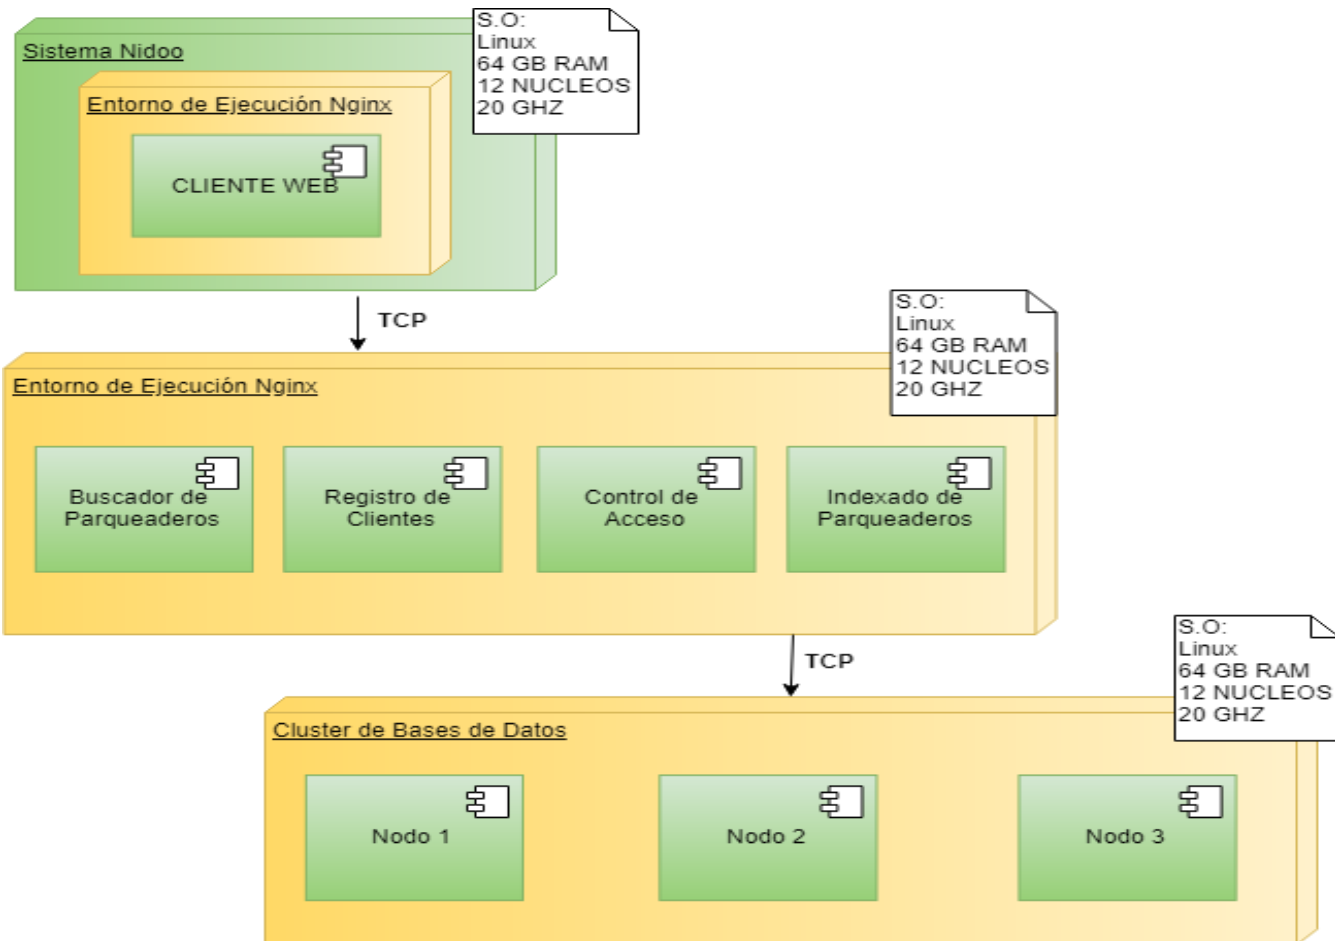 S.O:
Linux
64 GB RAM
12 NUCLEOS
20 GHZ
Sistema Nidoo
Entorno de Ejecución Nginx
CLIENTE WEB
TCP
S.O:
Linux
64 GB RAM
12 NUCLEOS
20 GHZ
Entorno de Ejecución Nginx
Buscador de
Parqueaderos
Registro de
Clientes
Control de
Acceso
Indexado de
Parqueaderos
TCP
S.O:
Linux
64 GB RAM
12 NUCLEOS
20 GHZ
Cluster de Bases de Datos
Nodo 1
Nodo 2
Nodo 3